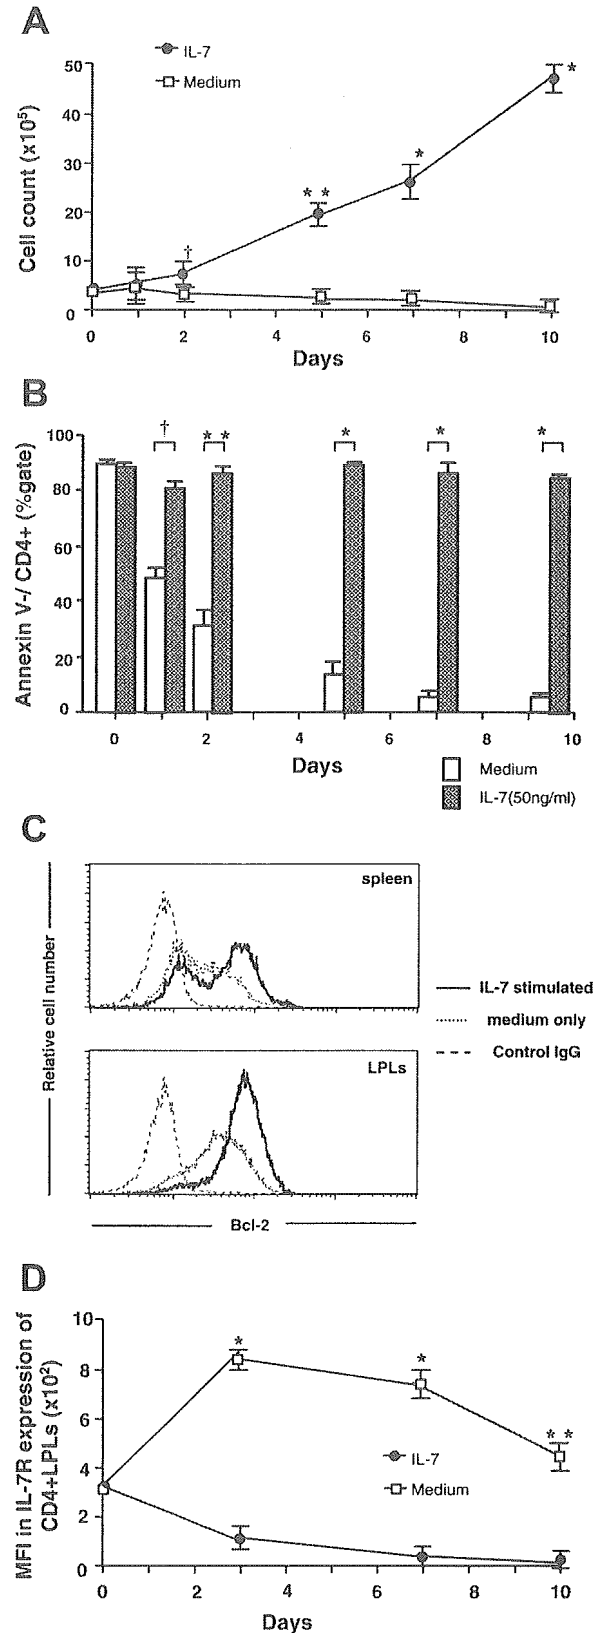 A
IL-7
Medium
Cell count (x10⁵)
50
40
30
20
10
0
*
*
* *
†
0 2 4 6 8 10
Days
B
Annexin V-/ CD4+ (%gate)
100
80
60
40
20
0
†
* *
*
*
*
0 2 4 6 8 10
Days
Medium
IL-7(50ng/ml)
C
Relative cell number
spleen
IL-7 stimulated
medium only
Control IgG
LPLs
Bcl-2
D
MFI in IL-7R expression of
CD4+LPLs (x10²)
10
8
6
4
2
0
*
*
* *
IL-7
Medium
0 2 4 6 8 10
Days